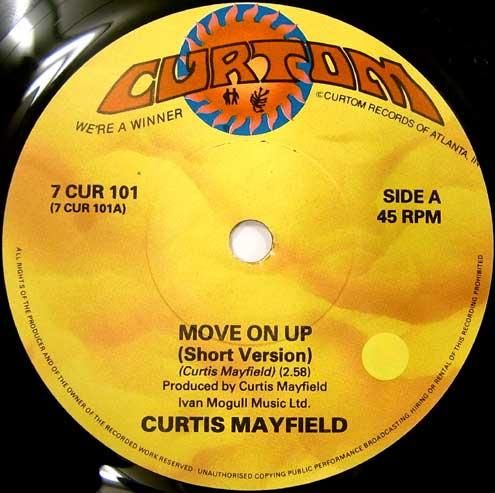 CURTOM
WE'RE A WINNER
© CURTOM RECORDS OF ATLANTA, IN
7 CUR 101
(7 CUR 101A)
SIDE A
45 RPM
MOVE ON UP
(Short Version)
(Curtis Mayfield) (2.58)
Produced by Curtis Mayfield
Ivan Mogull Music Ltd.
CURTIS MAYFIELD
ALL RIGHTS OF THE PRODUCER AND OF THE OWNER OF THE RECORDED WORK RESERVED · UNAUTHORISED COPYING PUBLIC PERFORMANCE BROADCASTING, HIRING OR RENTAL OF THIS RECORDING PROHIBITED